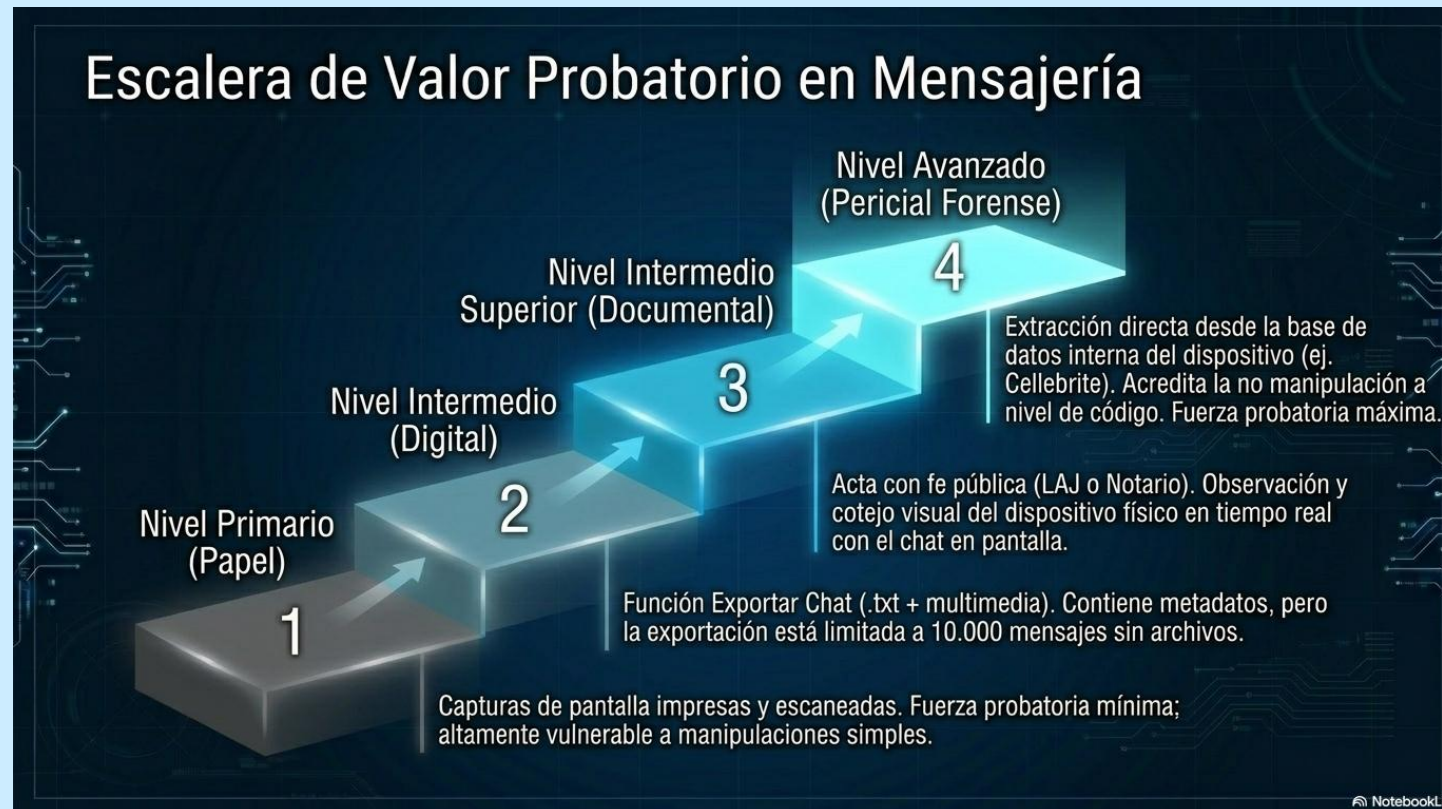 Escalera de Valor Probatorio en Mensajería
Nivel Avanzado
(Pericial Forense)
4
Extracción directa desde la base de
datos interna del dispositivo (ej.
Cellebrite). Acredita la no manipulación a
nivel de código. Fuerza probatoria máxima.
Nivel Intermedio
Superior (Documental)
3
Acta con fe pública (LAJ o Notario). Observación y
cotejo visual del dispositivo físico en tiempo real
con el chat en pantalla.
Nivel Intermedio
(Digital)
2
Función Exportar Chat (.txt + multimedia). Contiene metadatos, pero
la exportación está limitada a 10.000 mensajes sin archivos.
Nivel Primario
(Papel)
1
Capturas de pantalla impresas y escaneadas. Fuerza probatoria mínima;
altamente vulnerable a manipulaciones simples.